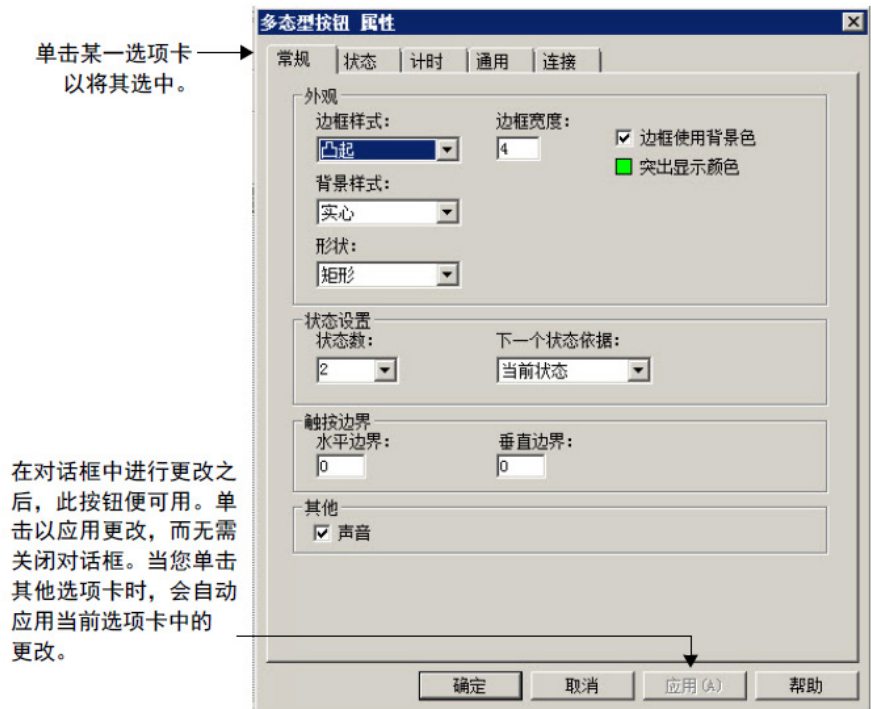 多态型按钮 属性
单击某一选项卡
以将其选中。
常规 状态 计时 通用 连接
外观
边框样式: 边框宽度:
凸起 4 边框使用背景色
突出显示颜色
背景样式:
实心
形状:
矩形
状态设置
状态数: 下一个状态依据:
2 当前状态
触按边界
水平边界: 垂直边界:
0 0
其他
声音
在对话框中进行更改之
后，此按钮便可用。单
击以应用更改，而无需
关闭对话框。当您单击
其他选项卡时，会自动
应用当前选项卡中的
更改。
确定 取消 应用(A) 帮助